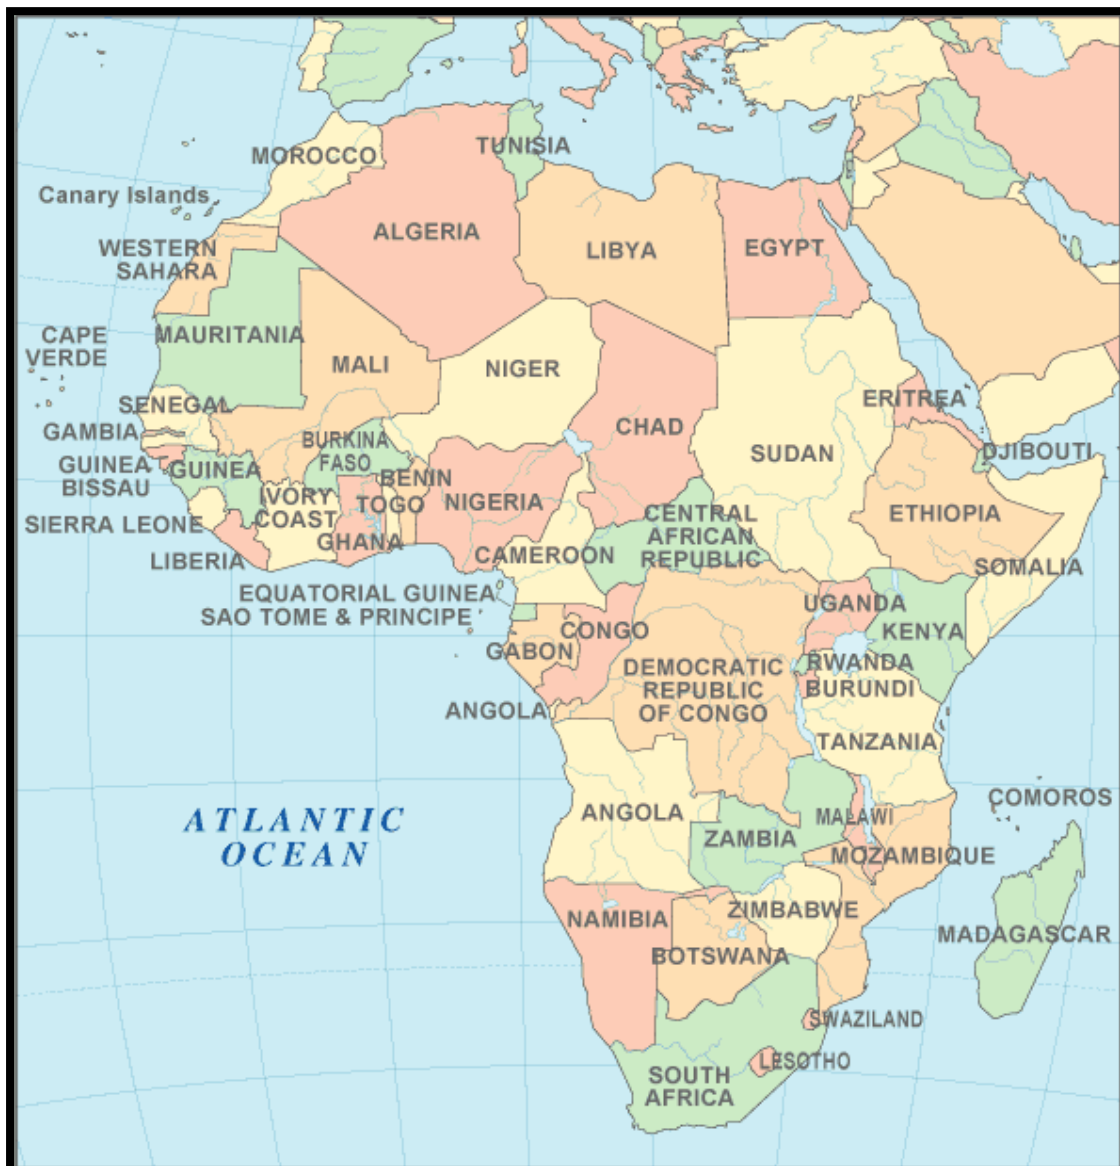 TUNISIA
MOROCCO
Canary Islands
ALGERIA
LIBYA
EGYPT
WESTERN
SAHARA
CAPE
VERDE
MAURITANIA
MALI
NIGER
CHAD
SUDAN
ERITREA
SENEGAL
GAMBIA
GUINEA
BISSAU
GUINEA
BURKINA
FASO
BENIN
NIGERIA
DJIBOUTI
ETHIOPIA
SOMALIA
SIERRA LEONE
IVORY
COAST
TOGO
GHANA
LIBERIA
CAMEROON
CENTRAL
AFRICAN
REPUBLIC
EQUATORIAL GUINEA
SAO TOME & PRINCIPE
GABON
CONGO
UGANDA
KENYA
DEMOCRATIC
REPUBLIC
OF CONGO
RWANDA
BURUNDI
ANGOLA
TANZANIA
ATLANTIC
OCEAN
ANGOLA
ZAMBIA
MALAWI
COMOROS
MOZAMBIQUE
NAMIBIA
ZIMBABWE
BOTSWANA
MADAGASCAR
SWAZILAND
LESOTHO
SOUTH
AFRICA